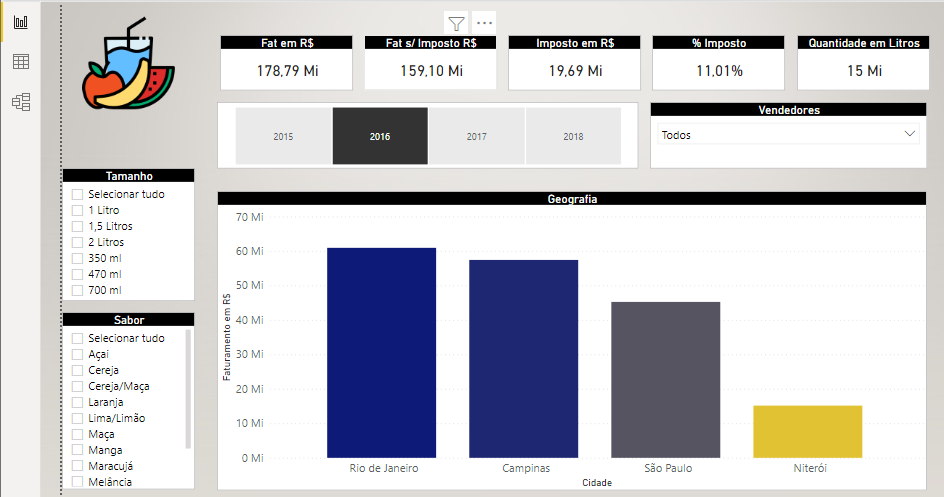 Fat em R$
178,79 Mi
Fat s/ Imposto R$
159,10 Mi
Imposto em R$
19,69 Mi
% Imposto
11,01%
Quantidade em Litros
15 Mi
2015
2016
2017
2018
Vendedores
Todos
Tamanho
Selecionar tudo
1 Litro
1,5 Litros
2 Litros
350 ml
470 ml
700 ml
Sabor
Selecionar tudo
Açai
Cereja
Cereja/Maça
Laranja
Lima/Limão
Maça
Manga
Maracujá
Melância
Geografia
Faturamento em R$
70 Mi
60 Mi
50 Mi
40 Mi
30 Mi
20 Mi
10 Mi
0 Mi
Rio de Janeiro
Campinas
São Paulo
Niterói
Cidade